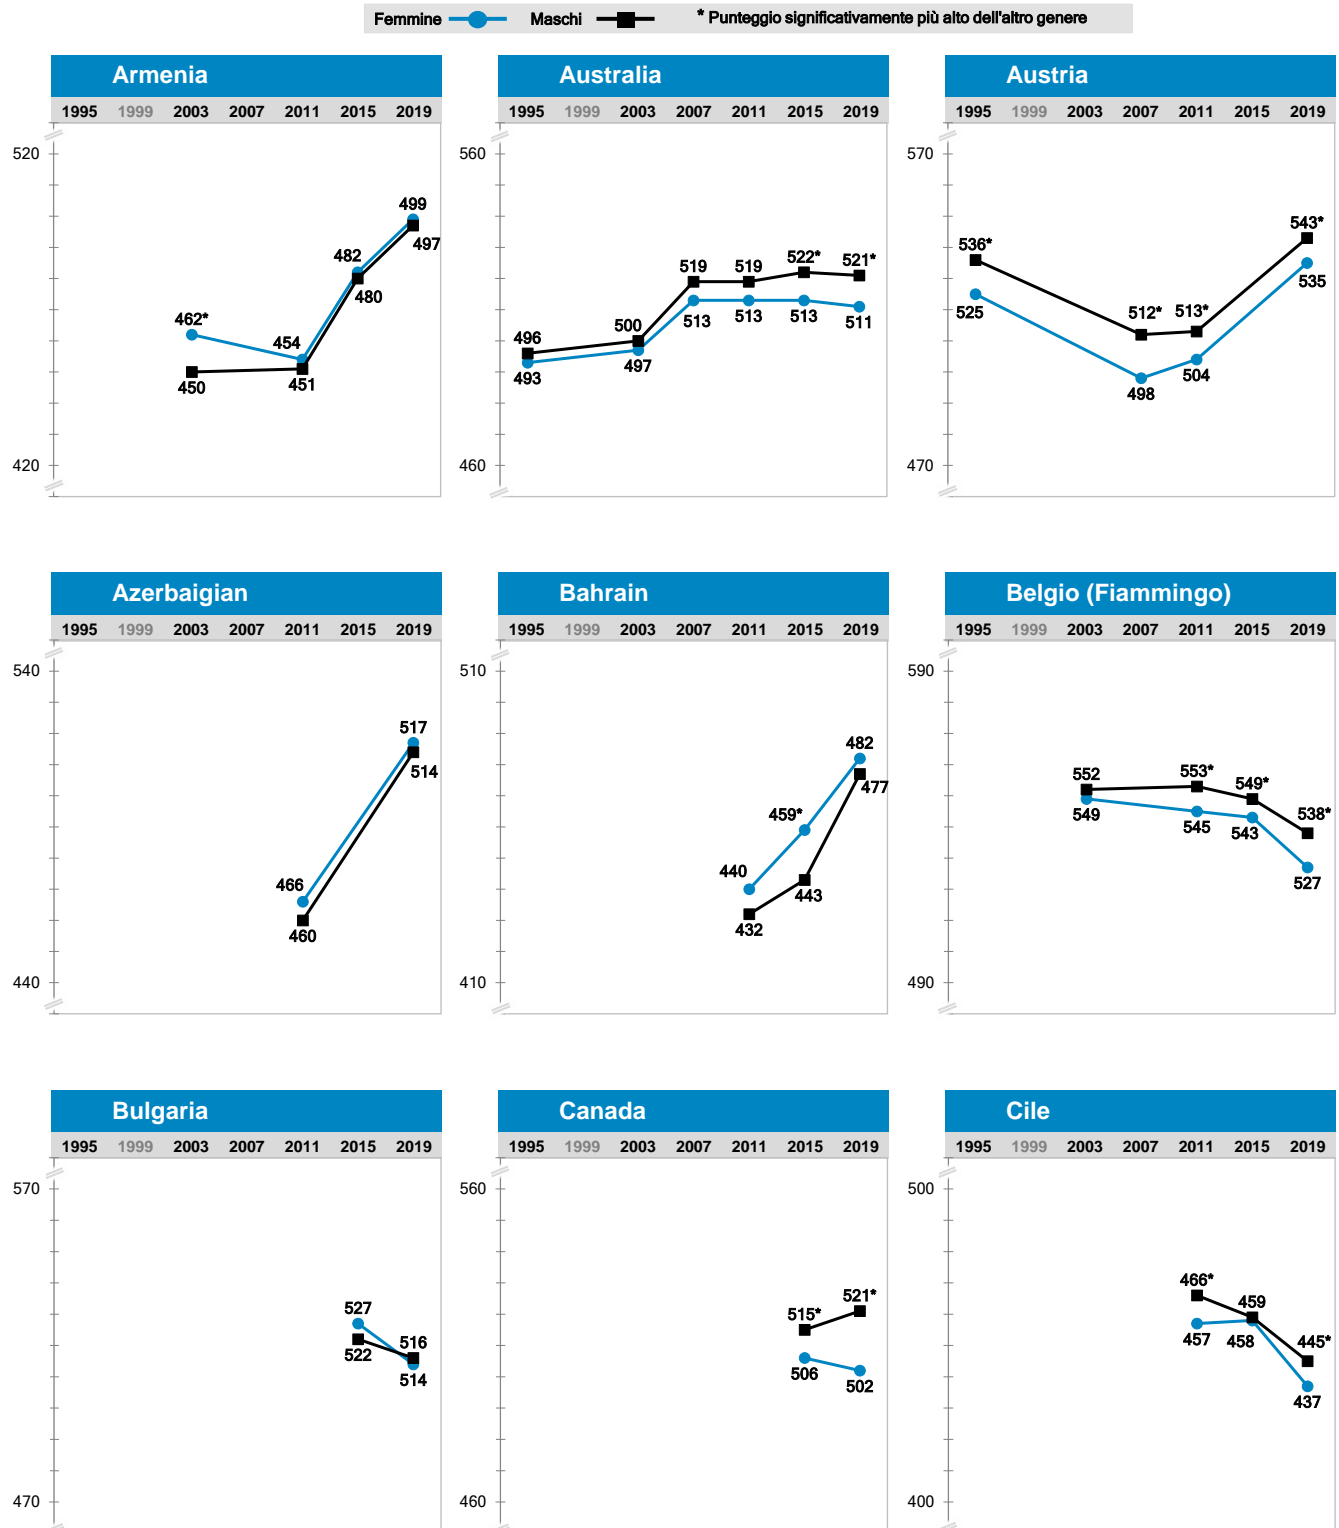 Femmine Maschi * Punteggio significativamente più alto dell'altro genere
Armenia
1995 1999 2003 2007 2011 2015 2019
520
499
497
482
480
462*
454
450
451
420
Australia
1995 1999 2003 2007 2011 2015 2019
560
519 519 522* 521*
496 500
513 513 513 511
493 497
460
Austria
1995 1999 2003 2007 2011 2015 2019
570
536* 543*
525 535
512* 513*
498 504
470
Azerbaigian
1995 1999 2003 2007 2011 2015 2019
540
517
514
466
460
440
Bahrain
1995 1999 2003 2007 2011 2015 2019
510
482
477
459*
440
443
432
410
Belgio (Fiammingo)
1995 1999 2003 2007 2011 2015 2019
590
552 553* 549* 538*
549 545 543 527
490
Bulgaria
1995 1999 2003 2007 2011 2015 2019
570
527
516
522
514
470
Canada
1995 1999 2003 2007 2011 2015 2019
560
515* 521*
506 502
460
Cile
1995 1999 2003 2007 2011 2015 2019
500
466* 459
457 458 445*
437
400